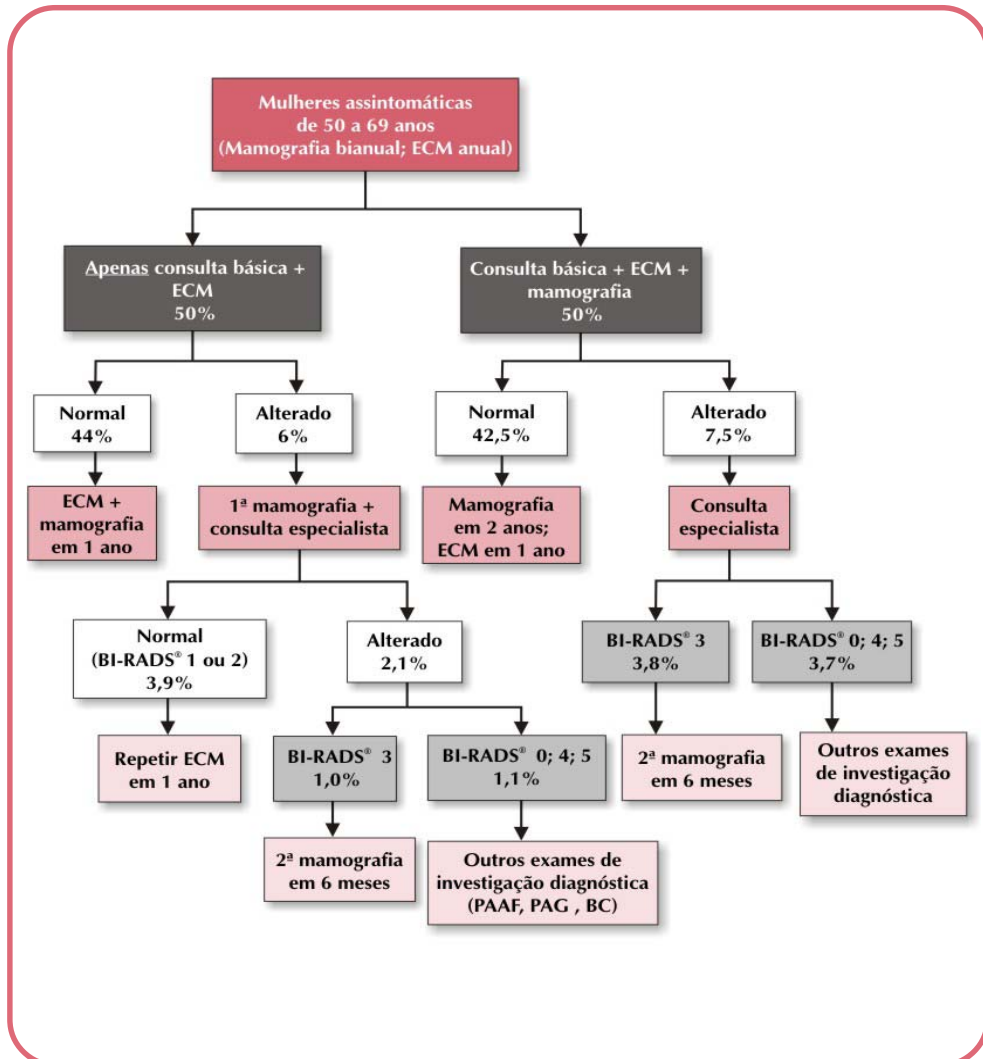 Mulheres assintomáticas
de 50 a 69 anos
(Mamografia bianual; ECM anual)
Apenas consulta básica +
ECM
50%
Consulta básica + ECM +
mamografia
50%
Normal
44%
Alterado
6%
Normal
42,5%
Alterado
7,5%
ECM +
mamografia
em 1 ano
1ª mamografia +
consulta especialista
Mamografia
em 2 anos;
ECM em 1 ano
Consulta
especialista
Normal
(BI-RADS® 1 ou 2)
3,9%
Alterado
2,1%
BI-RADS® 3
3,8%
BI-RADS® 0; 4; 5
3,7%
Repetir ECM
em 1 ano
BI-RADS® 3
1,0%
BI-RADS® 0; 4; 5
1,1%
2ª mamografia
em 6 meses
Outros exames
de investigação
diagnóstica
2ª mamografia
em 6 meses
Outros exames de
investigação diagnóstica
(PAAF, PAG , BC)